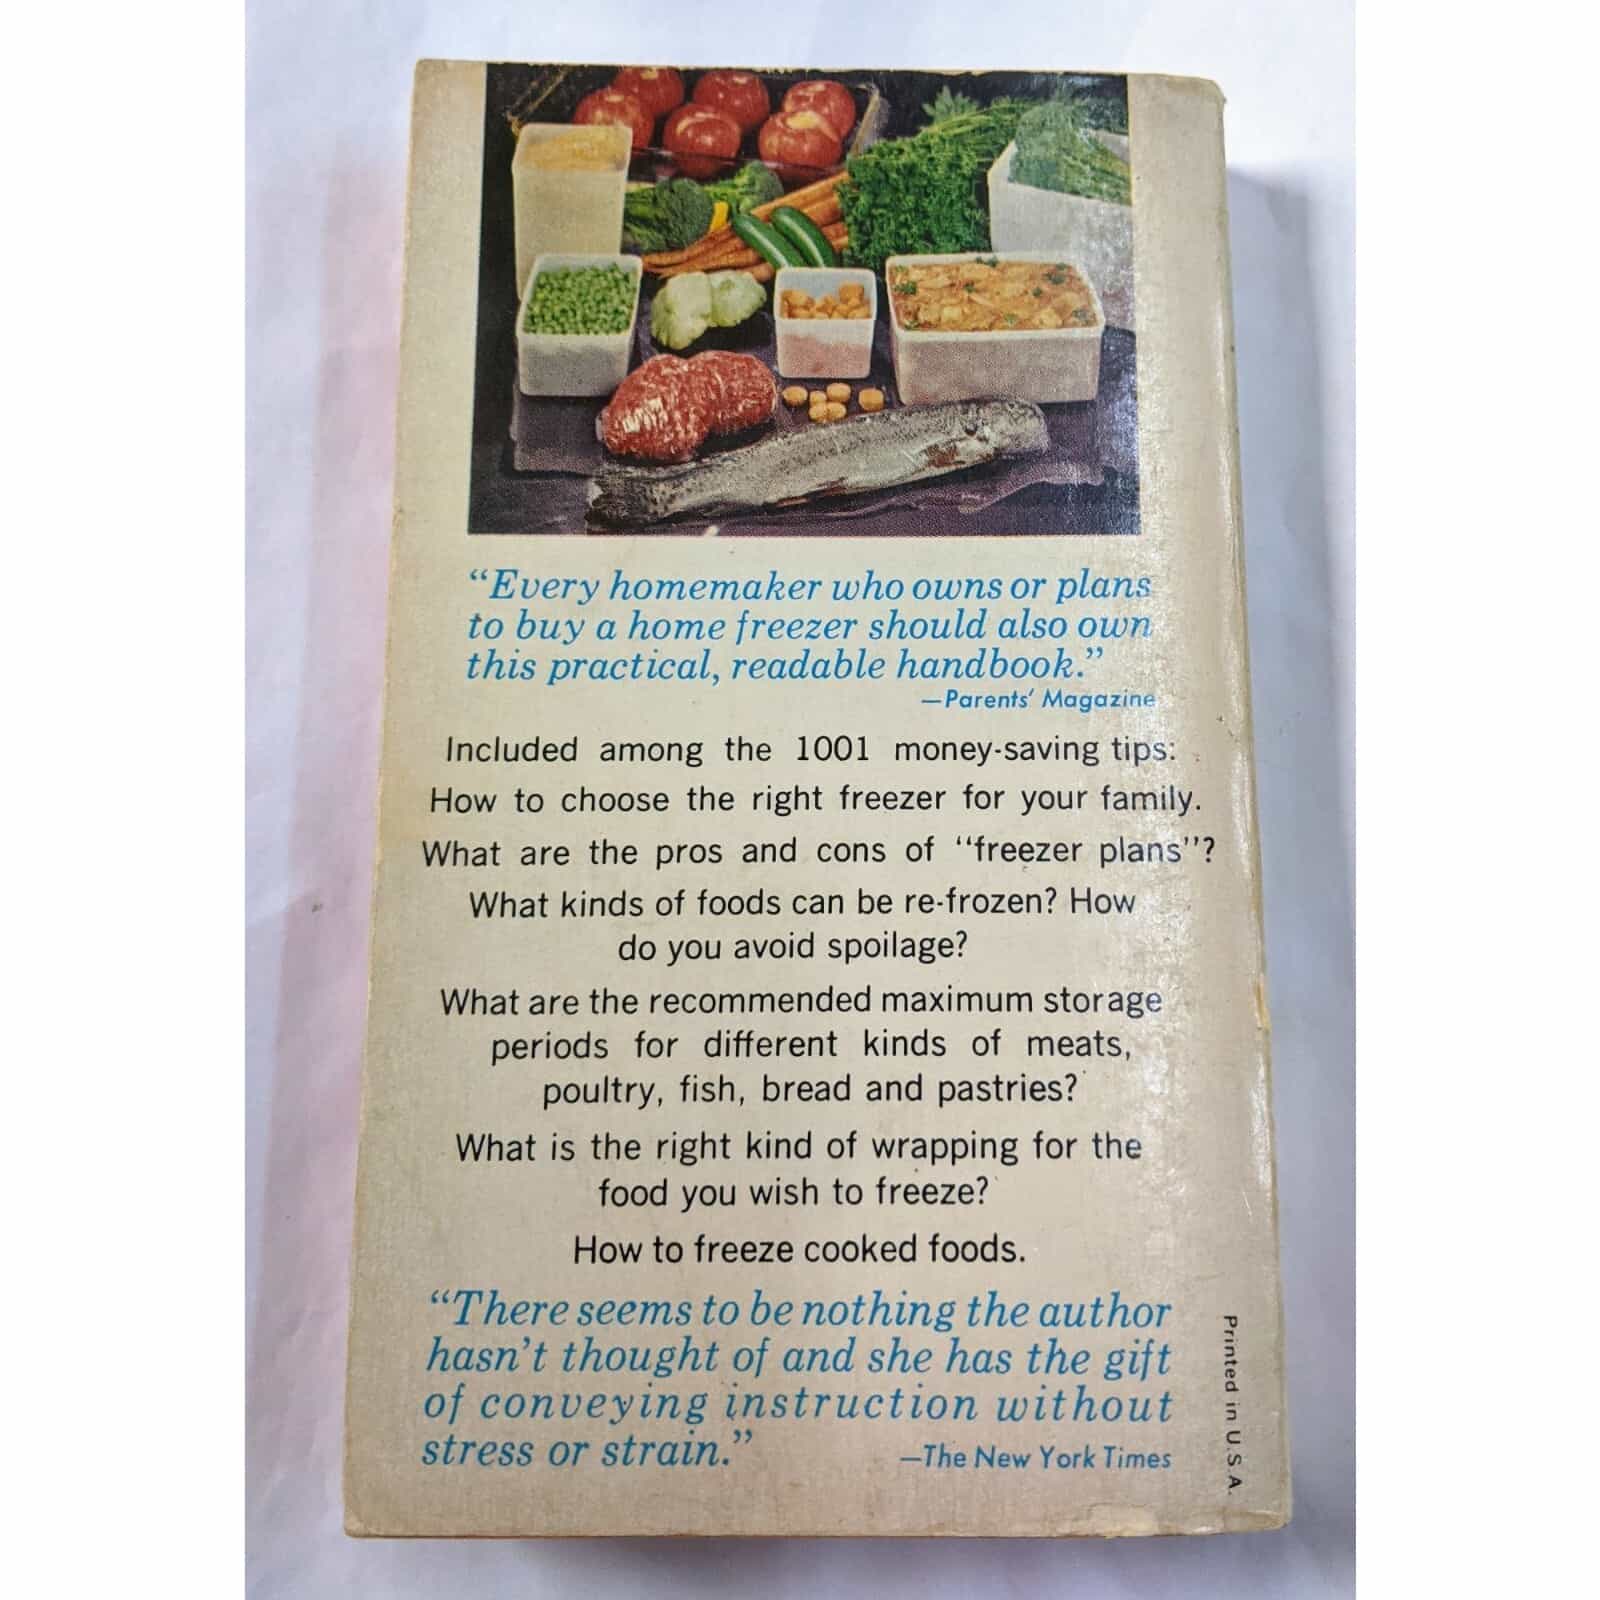 “Every homemaker who owns or plans
to buy a home freezer should also own
this practical, readable handbook.”
—Parents’ Magazine
Included among the 1001 money-saving tips:
How to choose the right freezer for your family.
What are the pros and cons of “freezer plans”?
What kinds of foods can be re-frozen? How
do you avoid spoilage?
What are the recommended maximum storage
periods for different kinds of meats,
poultry, fish, bread and pastries?
What is the right kind of wrapping for the
food you wish to freeze?
How to freeze cooked foods.
“There seems to be nothing the author
hasn’t thought of and she has the gift
of conveying instruction without
stress or strain.”
—The New York Times
Printed in U.S.A.